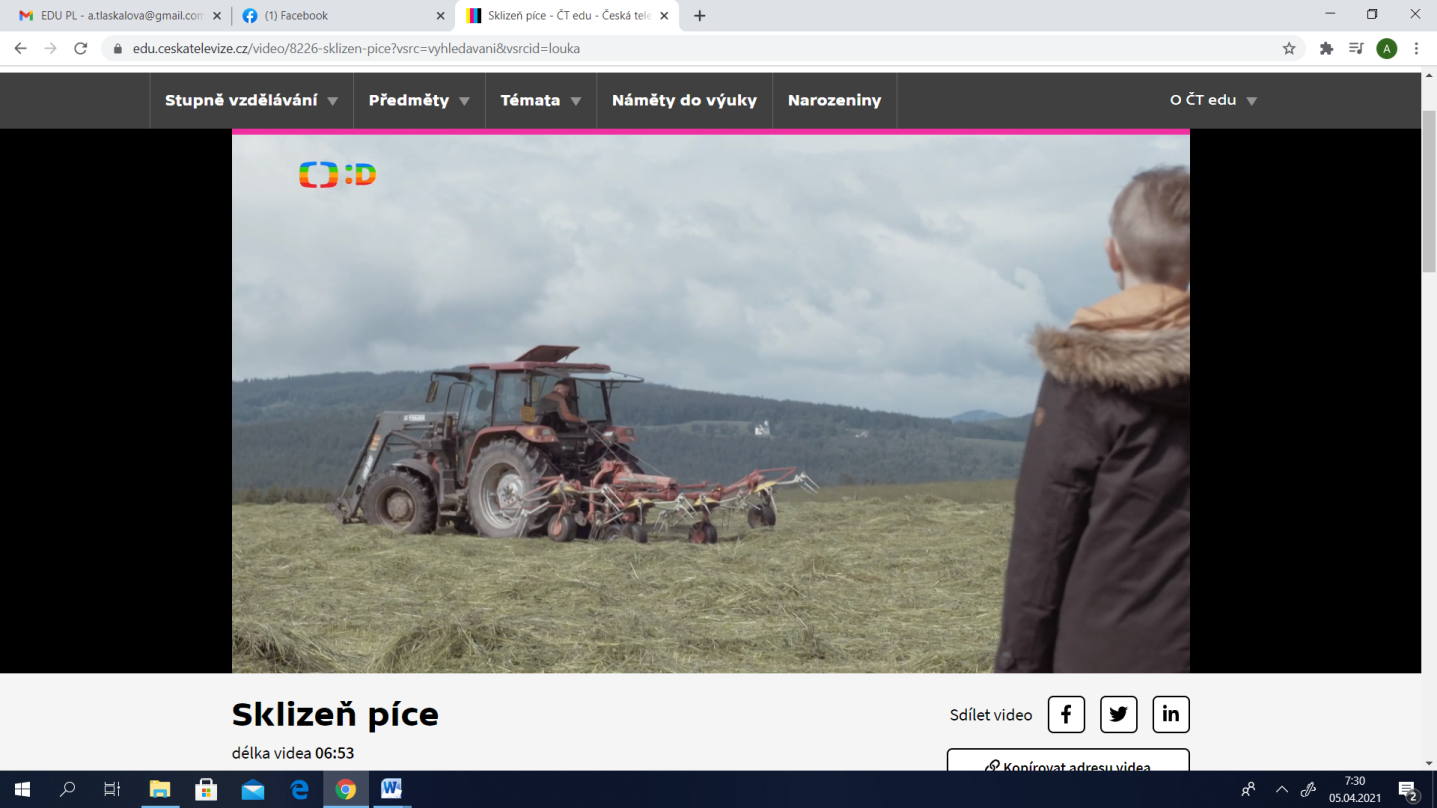 EDU PL - a.tlaskalova@gmail.com
(1) Facebook
Sklizeň píce - ČT edu - Česká tele
edu.ceskatelevize.cz/video/8226-sklizen-pice?vsrc=vyhledavani&vsrcid=louka
A
Stupně vzdělávání
Předměty
Témata
Náměty do výuky
Narozeniny
O ČT edu
:D
Sklizeň píce
Sdílet video
délka videa 06:53
Kopírovat adresu videa
7:30
05.04.2021
2